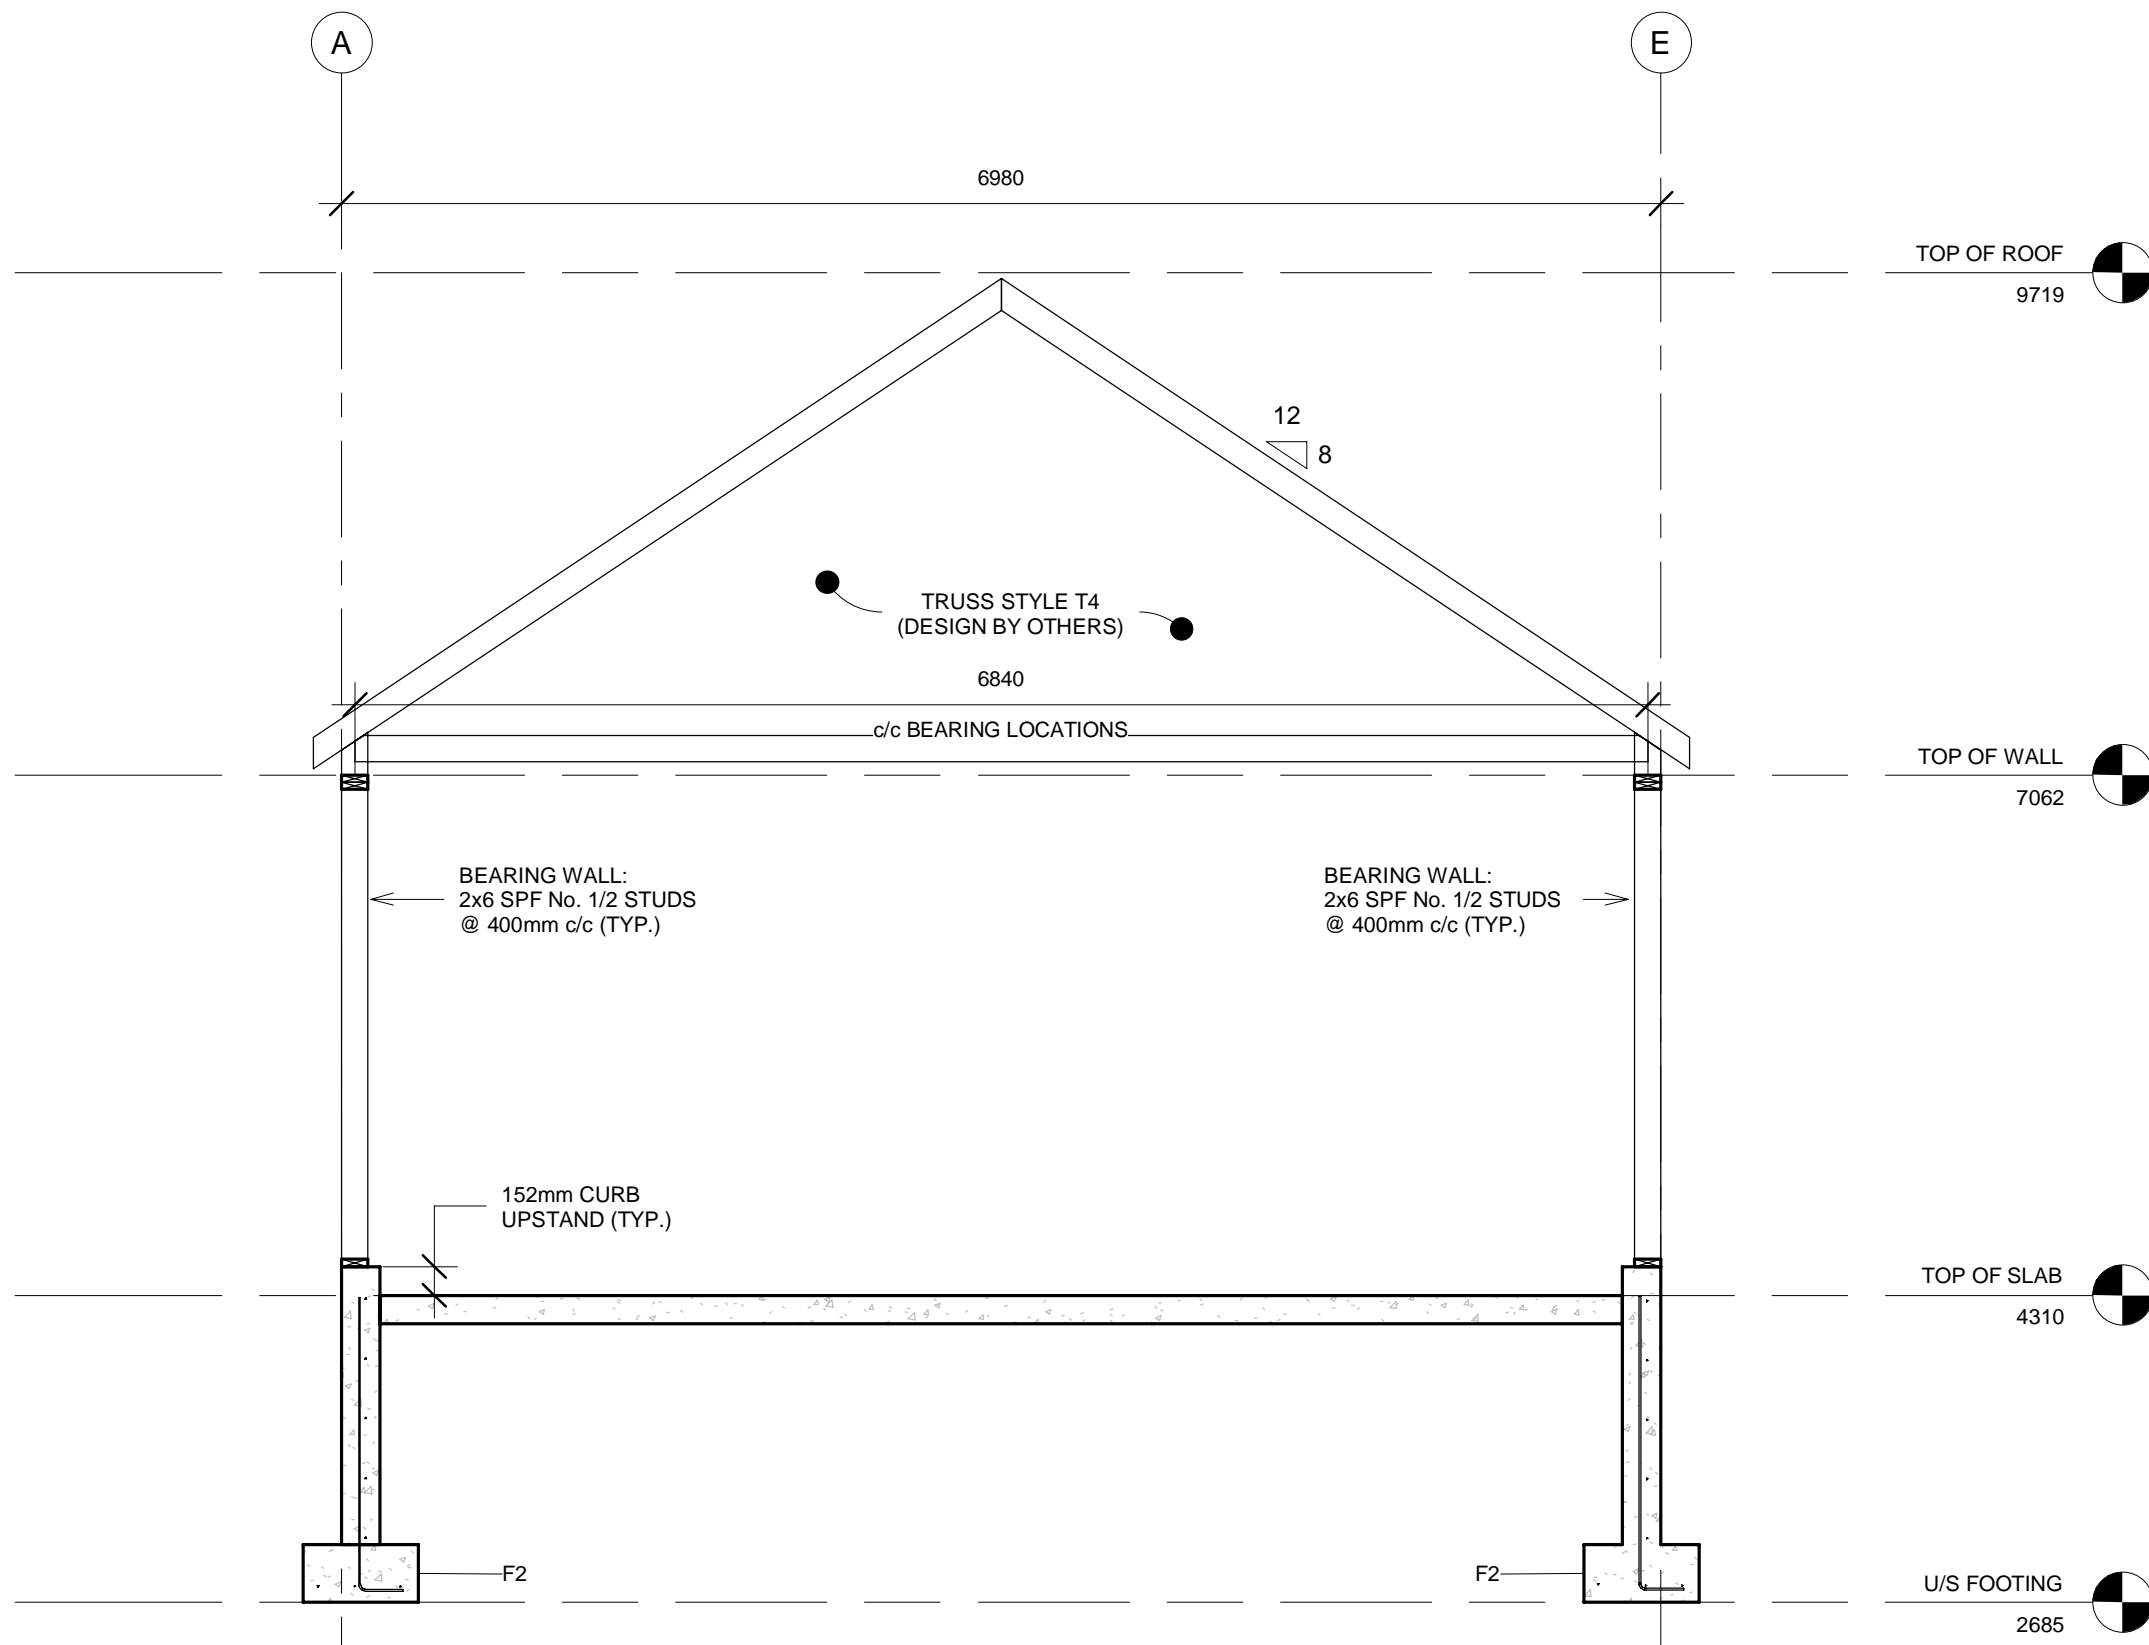 A
E
6980
TOP OF ROOF
9719
12
8
TRUSS STYLE T4
(DESIGN BY OTHERS)
6840
c/c BEARING LOCATIONS
TOP OF WALL
7062
BEARING WALL:
2x6 SPF No. 1/2 STUDS
@ 400mm c/c (TYP.)
BEARING WALL:
2x6 SPF No. 1/2 STUDS
@ 400mm c/c (TYP.)
152mm CURB
UPSTAND (TYP.)
TOP OF SLAB
4310
F2
F2
U/S FOOTING
2685